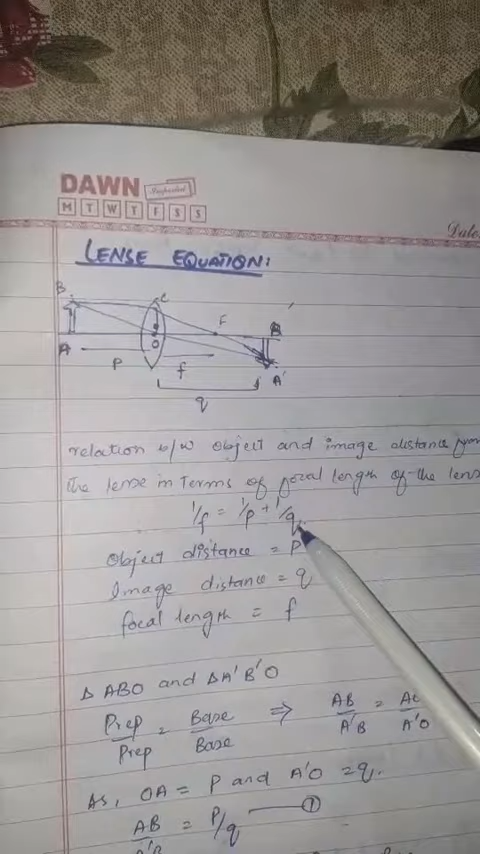 DAWN Imported
M T W T F S S
Date
LENSE EQUATION:
B C
F B
A O
P f A'
q
relation b/w object and image distance from
the lense in Terms of focal length of the lense
1/f = 1/p + 1/q
Object distance = P
Image distance = q
focal length = f
Δ ABO and Δ A'B'O
Prep/Prep = Base/Base ⇒ AB/A'B = AO/A'O
As, OA = P and A'O = q.
AB/A'B = P/q ①